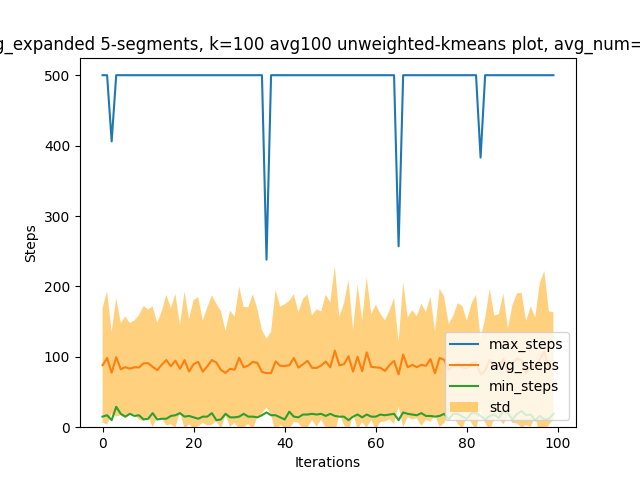 g_expanded 5-segments, k=100 avg100 unweighted-kmeans plot, avg_num=
500
400
300
200
100
0
Steps
0 20 40 60 80 100
Iterations
max_steps
avg_steps
min_steps
std